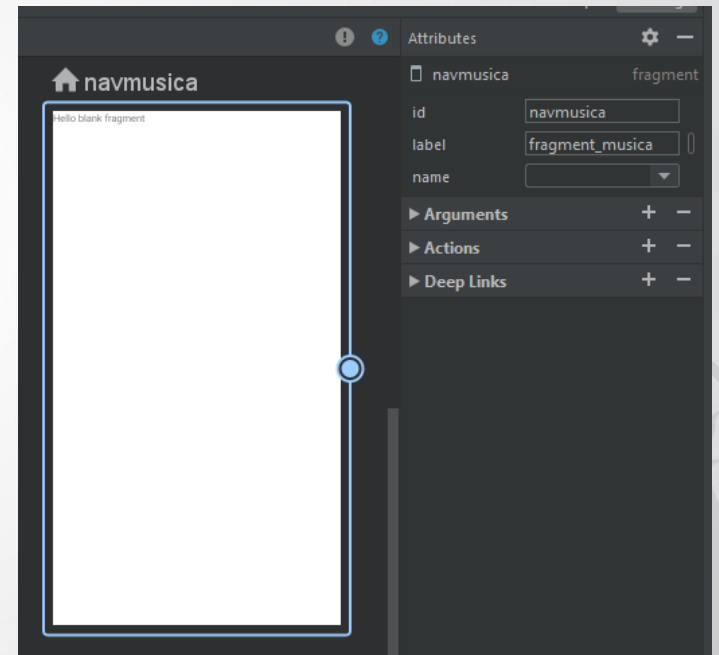 Attributes
navmusica
Hello blank fragment
navmusica fragment
id navmusica
label fragment_musica
name
Arguments
Actions
Deep Links